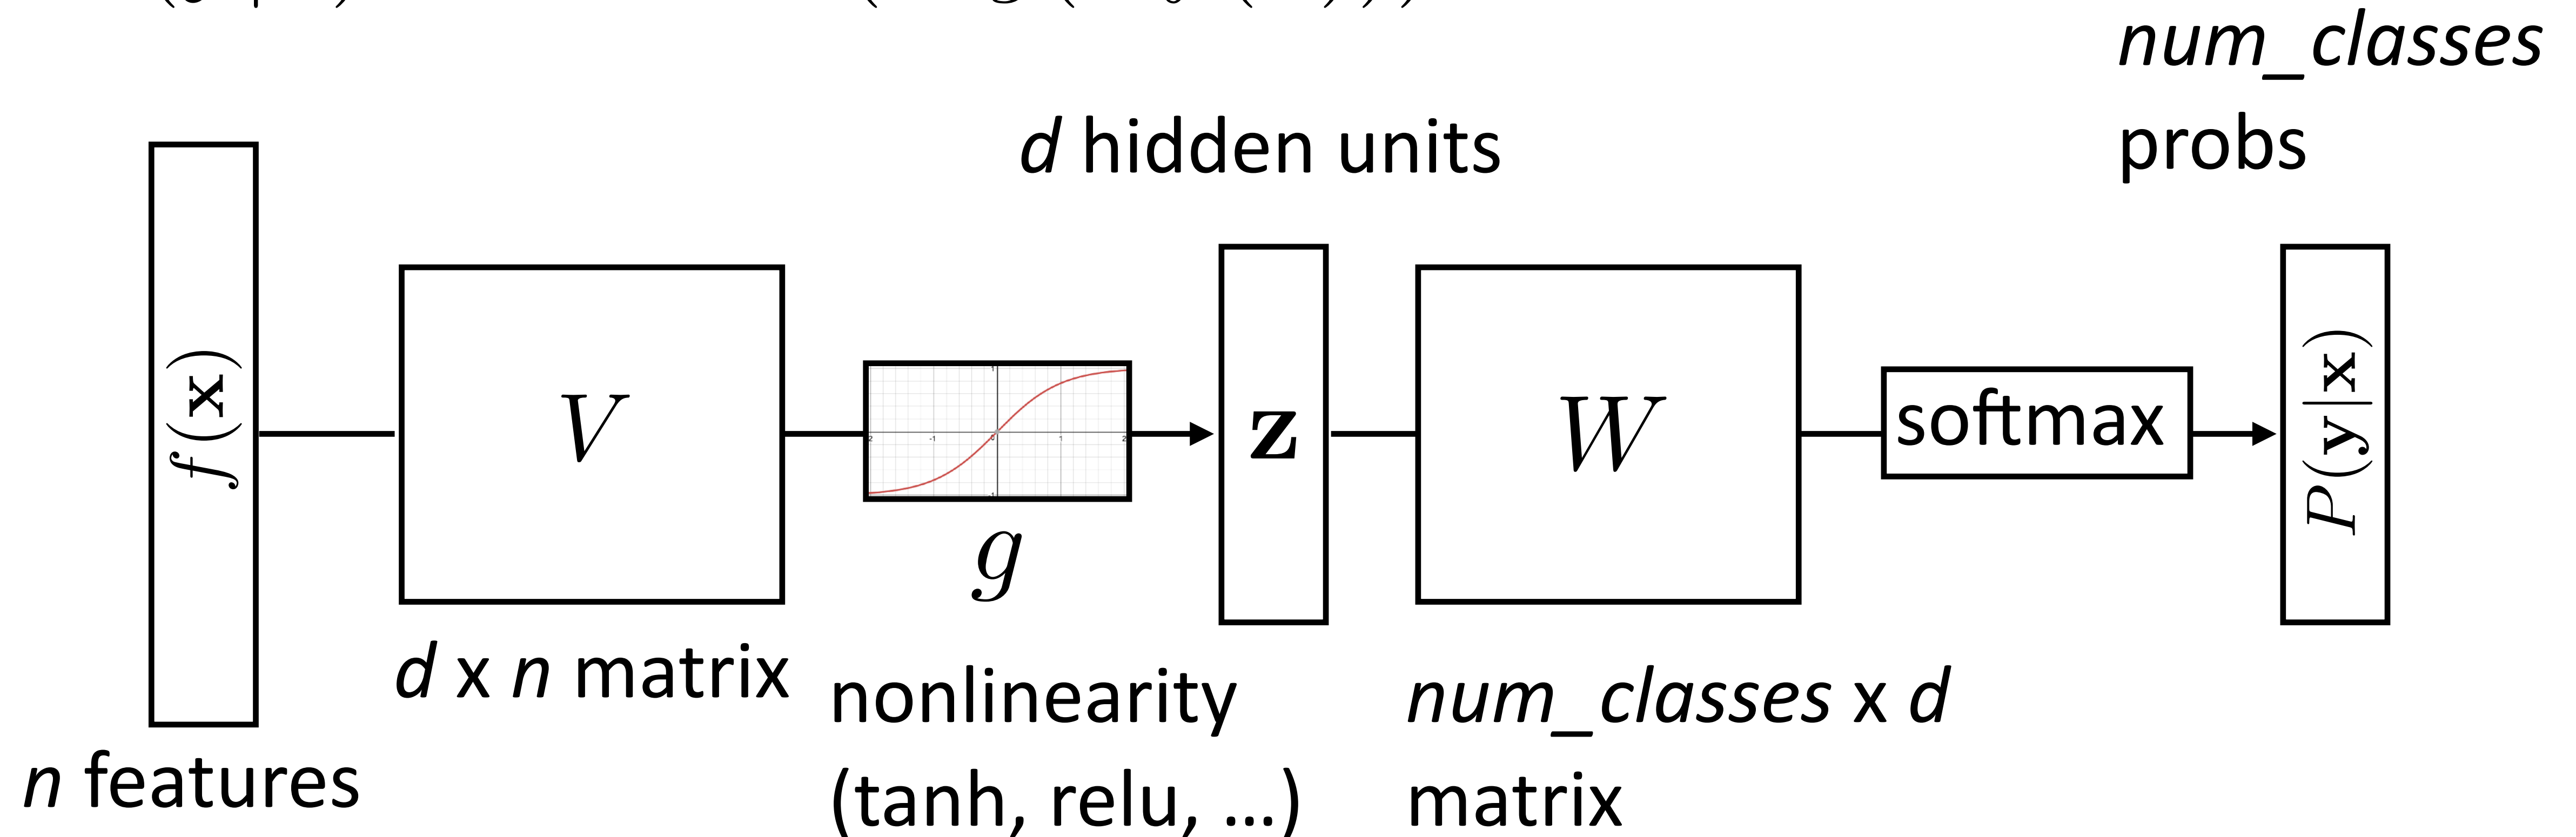 num_classes
probs
d hidden units
f(x)
V
g
z
W
softmax
P(y|x)
d x n matrix
nonlinearity
(tanh, relu, …)
num_classes x d
matrix
n features